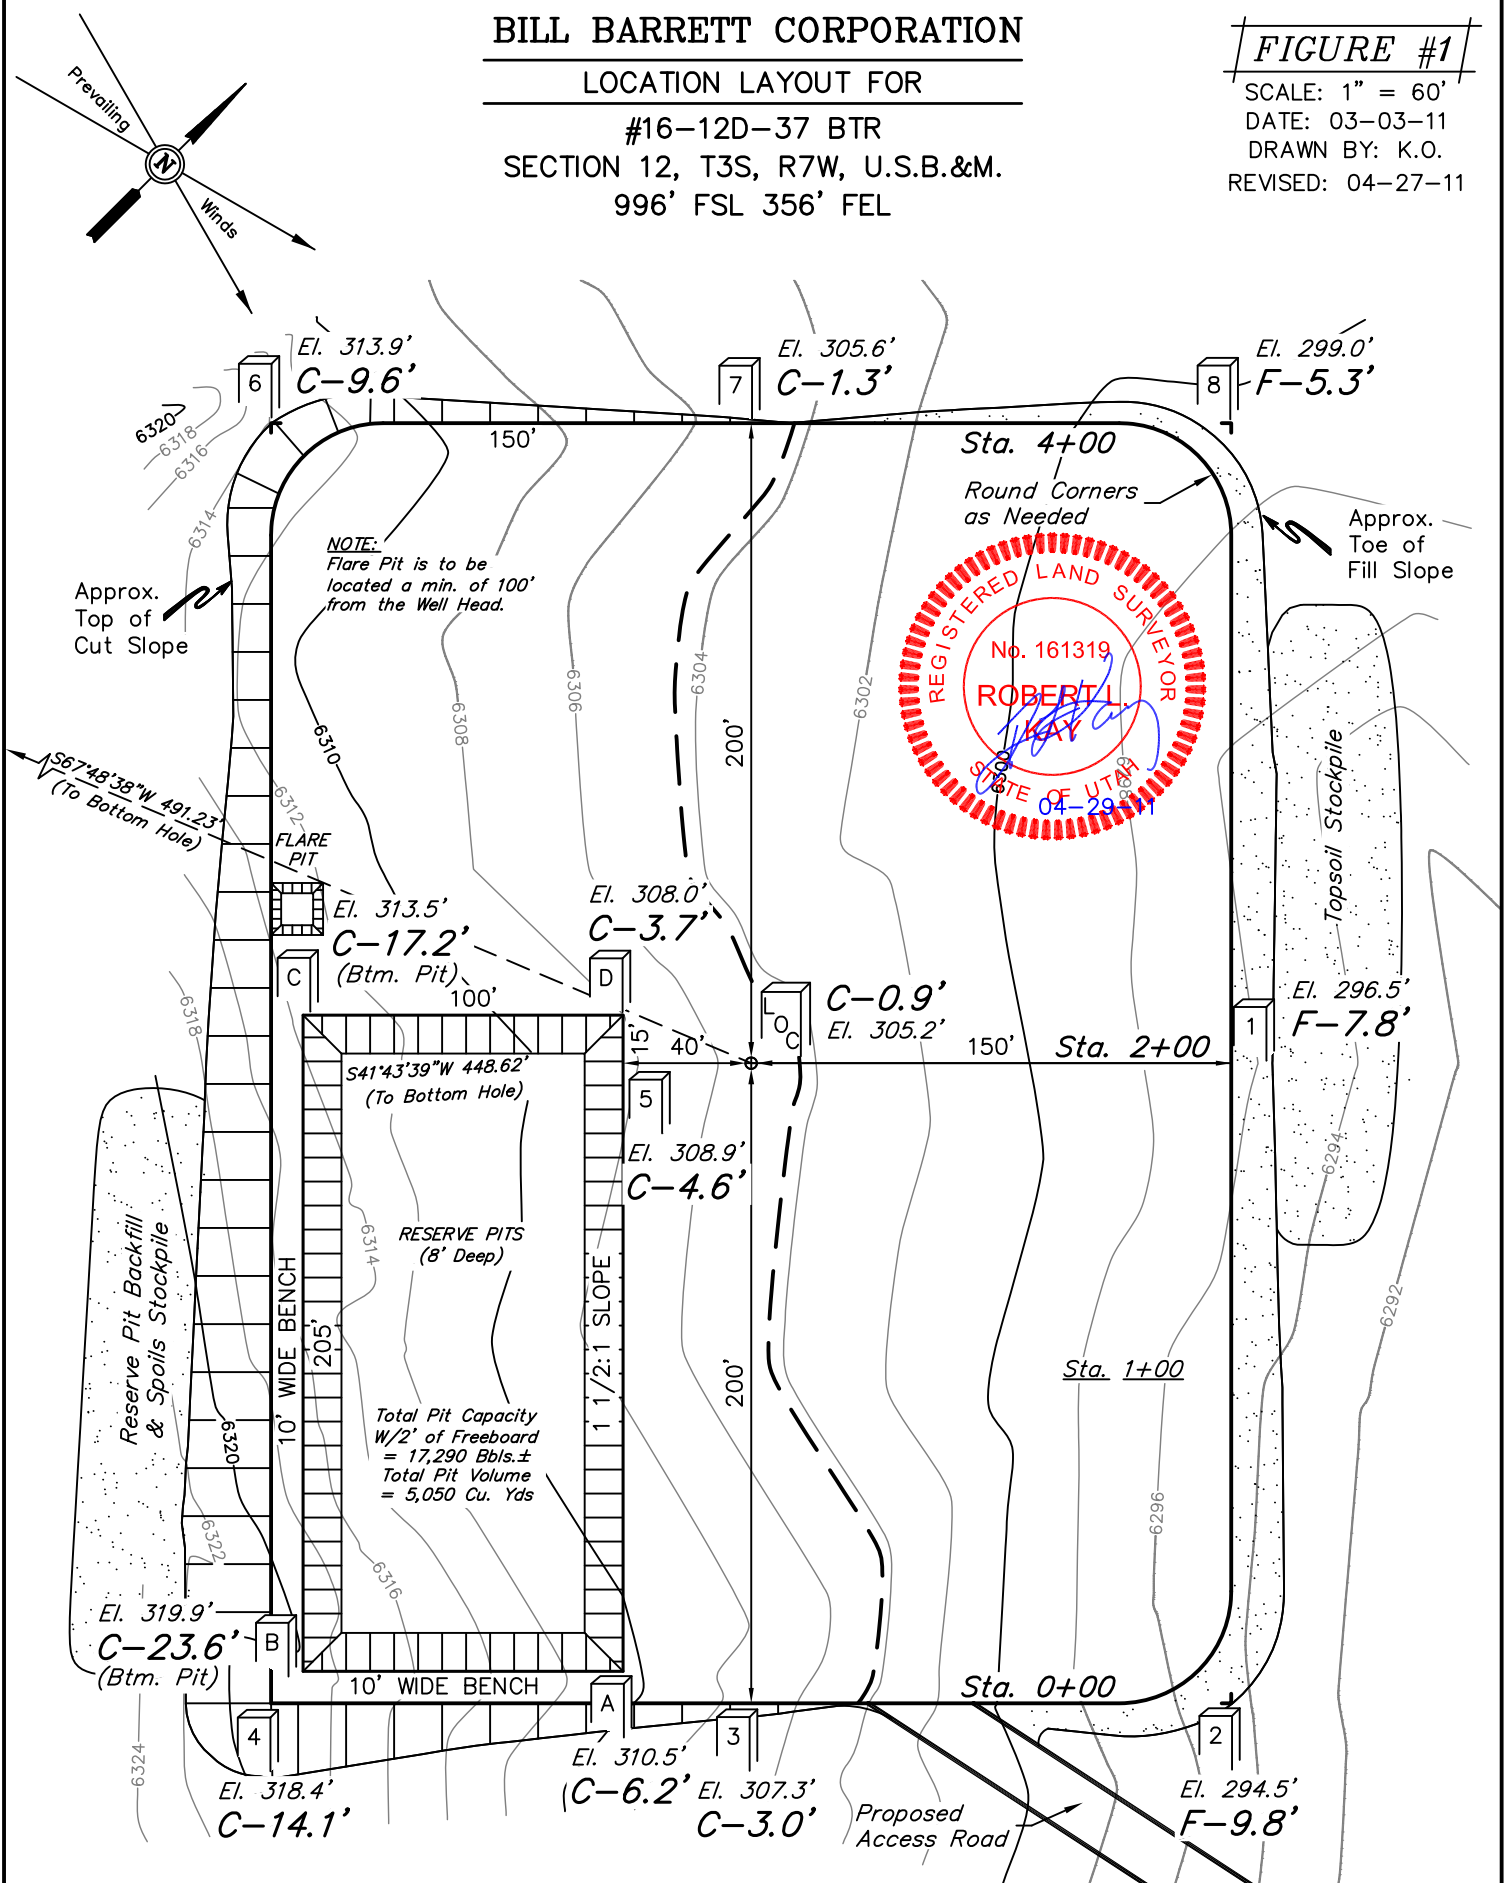 BILL BARRETT CORPORATION
LOCATION LAYOUT FOR
#16-12D-37 BTR
SECTION 12, T3S, R7W, U.S.B.&M.
996' FSL 356' FEL
FIGURE #1
SCALE: 1" = 60'
DATE: 03-03-11
DRAWN BY: K.O.
REVISED: 04-27-11
Prevailing
N
Winds
6
El. 313.9'
C-9.6'
7
El. 305.6'
C-1.3'
8
El. 299.0'
F-5.3'
6320
6318
6316
6314
150'
Sta. 4+00
Round Corners
as Needed
Approx.
Toe of
Fill Slope
NOTE:
Flare Pit is to be
located a min. of 100'
from the Well Head.
Approx.
Top of
Cut Slope
REGISTERED LAND SURVEYOR
No. 161319
ROBERT L.
KAY
STATE OF UTAH
04-29-11
6310
6308
6306
6304
6302
6300
6298
200'
S67°48'38"W 491.23'
(To Bottom Hole)
6312
FLARE
PIT
Topsoil Stockpile
El. 313.5'
C-17.2'
(Btm. Pit)
El. 308.0'
C-3.7'
C
D
100'
LOC
C-0.9'
El. 305.2'
15'
40'
150'
Sta. 2+00
1
El. 296.5'
F-7.8'
6318
S41°43'39"W 448.62'
(To Bottom Hole)
5
El. 308.9'
C-4.6'
6294
6292
RESERVE PITS
(8' Deep)
6314
Reserve Pit Backfill
& Spoils Stockpile
10' WIDE BENCH
205'
1 1/2:1 SLOPE
200'
Sta. 1+00
Total Pit Capacity
W/2' of Freeboard
= 17,290 Bbls.±
Total Pit Volume
= 5,050 Cu. Yds
6320
6322
6316
6296
El. 319.9'
C-23.6'
(Btm. Pit)
B
10' WIDE BENCH
A
Sta. 0+00
4
3
2
6324
El. 318.4'
C-14.1'
El. 310.5'
C-6.2'
El. 307.3'
C-3.0'
Proposed
Access Road
El. 294.5'
F-9.8'